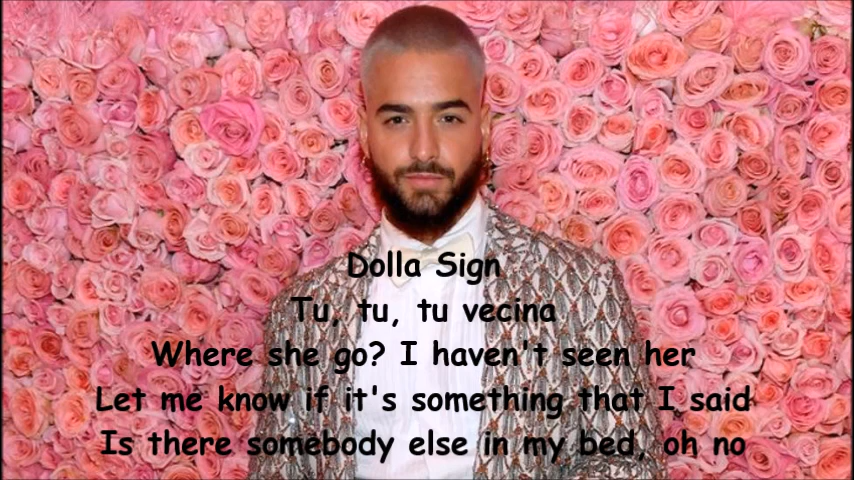 Dolla Sign
Tu, tu, tu vecina
Where she go? I haven't seen her
Let me know if it's something that I said
Is there somebody else in my bed, oh no